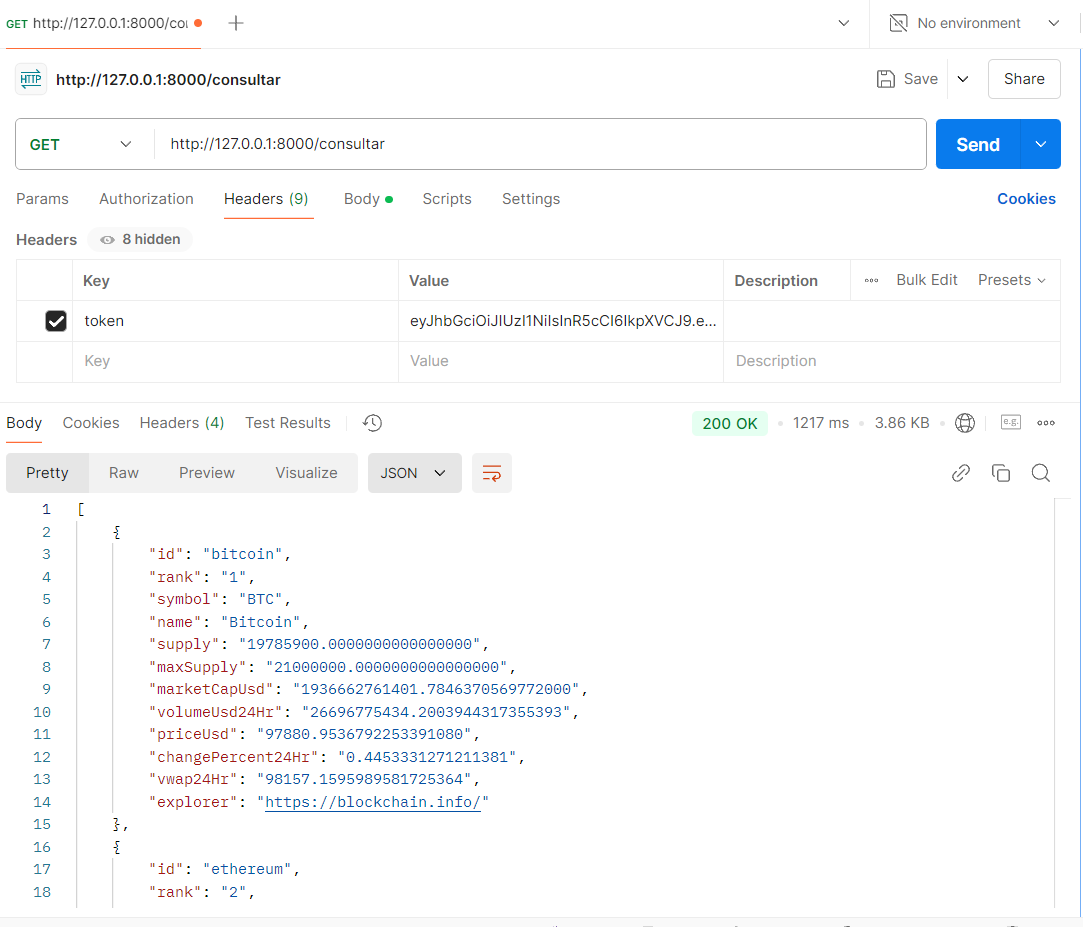 GET http://127.0.0.1:8000/coı
No environment
HTTP http://127.0.0.1:8000/consultar
Save
Share
GET http://127.0.0.1:8000/consultar
Send
Params Authorization Headers (9) Body Scripts Settings Cookies
Headers 8 hidden
Key Value Description Bulk Edit Presets
token eyJhbGciOiJIUzI1NiIsInR5cCI6IkpXVCJ9.e...
Key Value Description
Body Cookies Headers (4) Test Results 200 OK 1217 ms 3.86 KB e.g.
Pretty Raw Preview Visualize JSON
1 [
2 {
3 "id": "bitcoin",
4 "rank": "1",
5 "symbol": "BTC",
6 "name": "Bitcoin",
7 "supply": "19785900.0000000000000000",
8 "maxSupply": "21000000.0000000000000000",
9 "marketCapUsd": "1936662761401.7846370569772000",
10 "volumeUsd24Hr": "26696775434.2003944317355393",
11 "priceUsd": "97880.9536792253391080",
12 "changePercent24Hr": "0.4453331271211381",
13 "vwap24Hr": "98157.1595989581725364",
14 "explorer": "https://blockchain.info/"
15 },
16 {
17 "id": "ethereum",
18 "rank": "2",